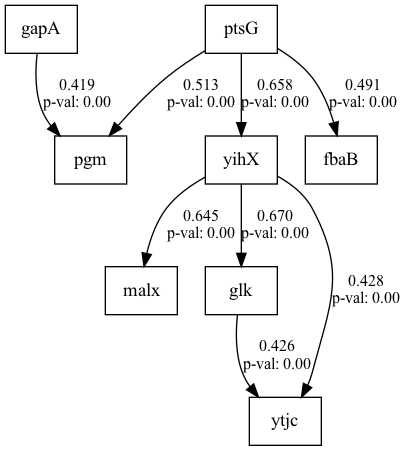 gapA
ptsG
0.419
p-val: 0.00
0.513
p-val: 0.00
0.658
p-val: 0.00
0.491
p-val: 0.00
pgm
yihX
fbaB
0.645
p-val: 0.00
0.670
p-val: 0.00
0.428
p-val: 0.00
malx
glk
0.426
p-val: 0.00
ytjc